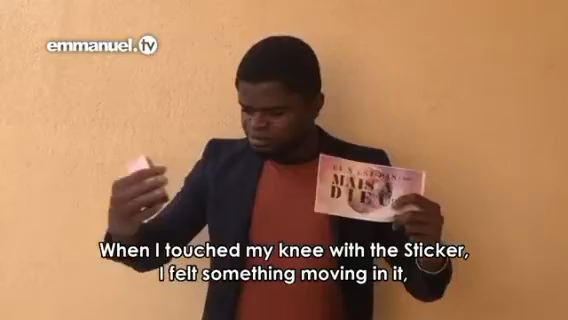 emmanuel.tv
MAIS À
DIEU
When I touched my knee with the Sticker,
I felt something moving in it,